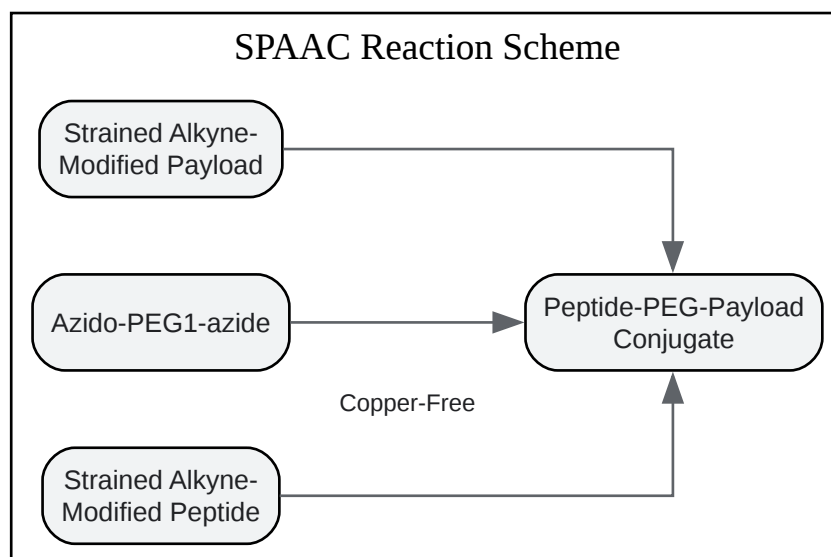 SPAAC Reaction Scheme
Strained Alkyne-
Modified Payload
Azido-PEG1-azide
Peptide-PEG-Payload
Conjugate
Copper-Free
Strained Alkyne-
Modified Peptide